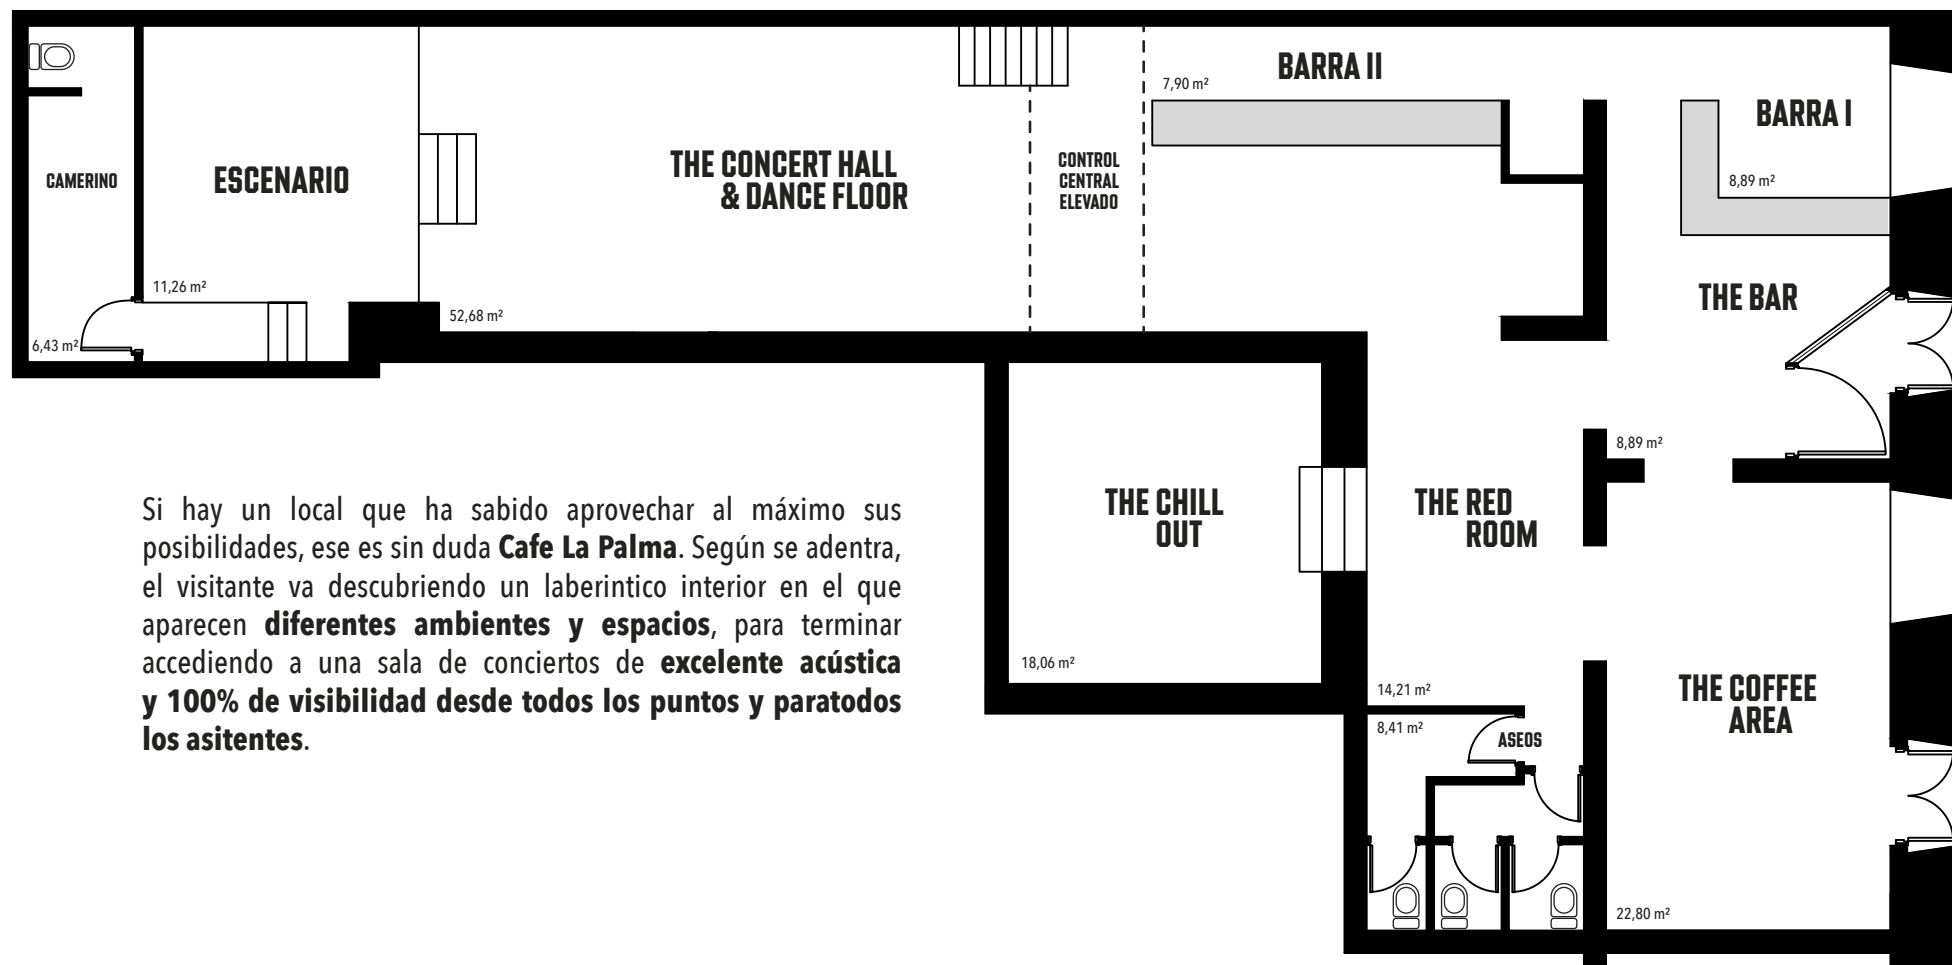 BARRA II
7,90 m²
BARRA I
8,89 m²
CAMERINO
ESCENARIO
THE CONCERT HALL
& DANCE FLOOR
CONTROL
CENTRAL
ELEVADO
11,26 m²
52,68 m²
6,43 m²
THE BAR
8,89 m²
THE CHILL
OUT
18,06 m²
THE RED
ROOM
14,21 m²
8,41 m²
ASEOS
THE COFFEE
AREA
22,80 m²
Si hay un local que ha sabido aprovechar al máximo sus
posibilidades, ese es sin duda Cafe La Palma. Según se adentra,
el visitante va descubriendo un laberintico interior en el que
aparecen diferentes ambientes y espacios, para terminar
accediendo a una sala de conciertos de excelente acústica
y 100% de visibilidad desde todos los puntos y paratodos
los asitentes.